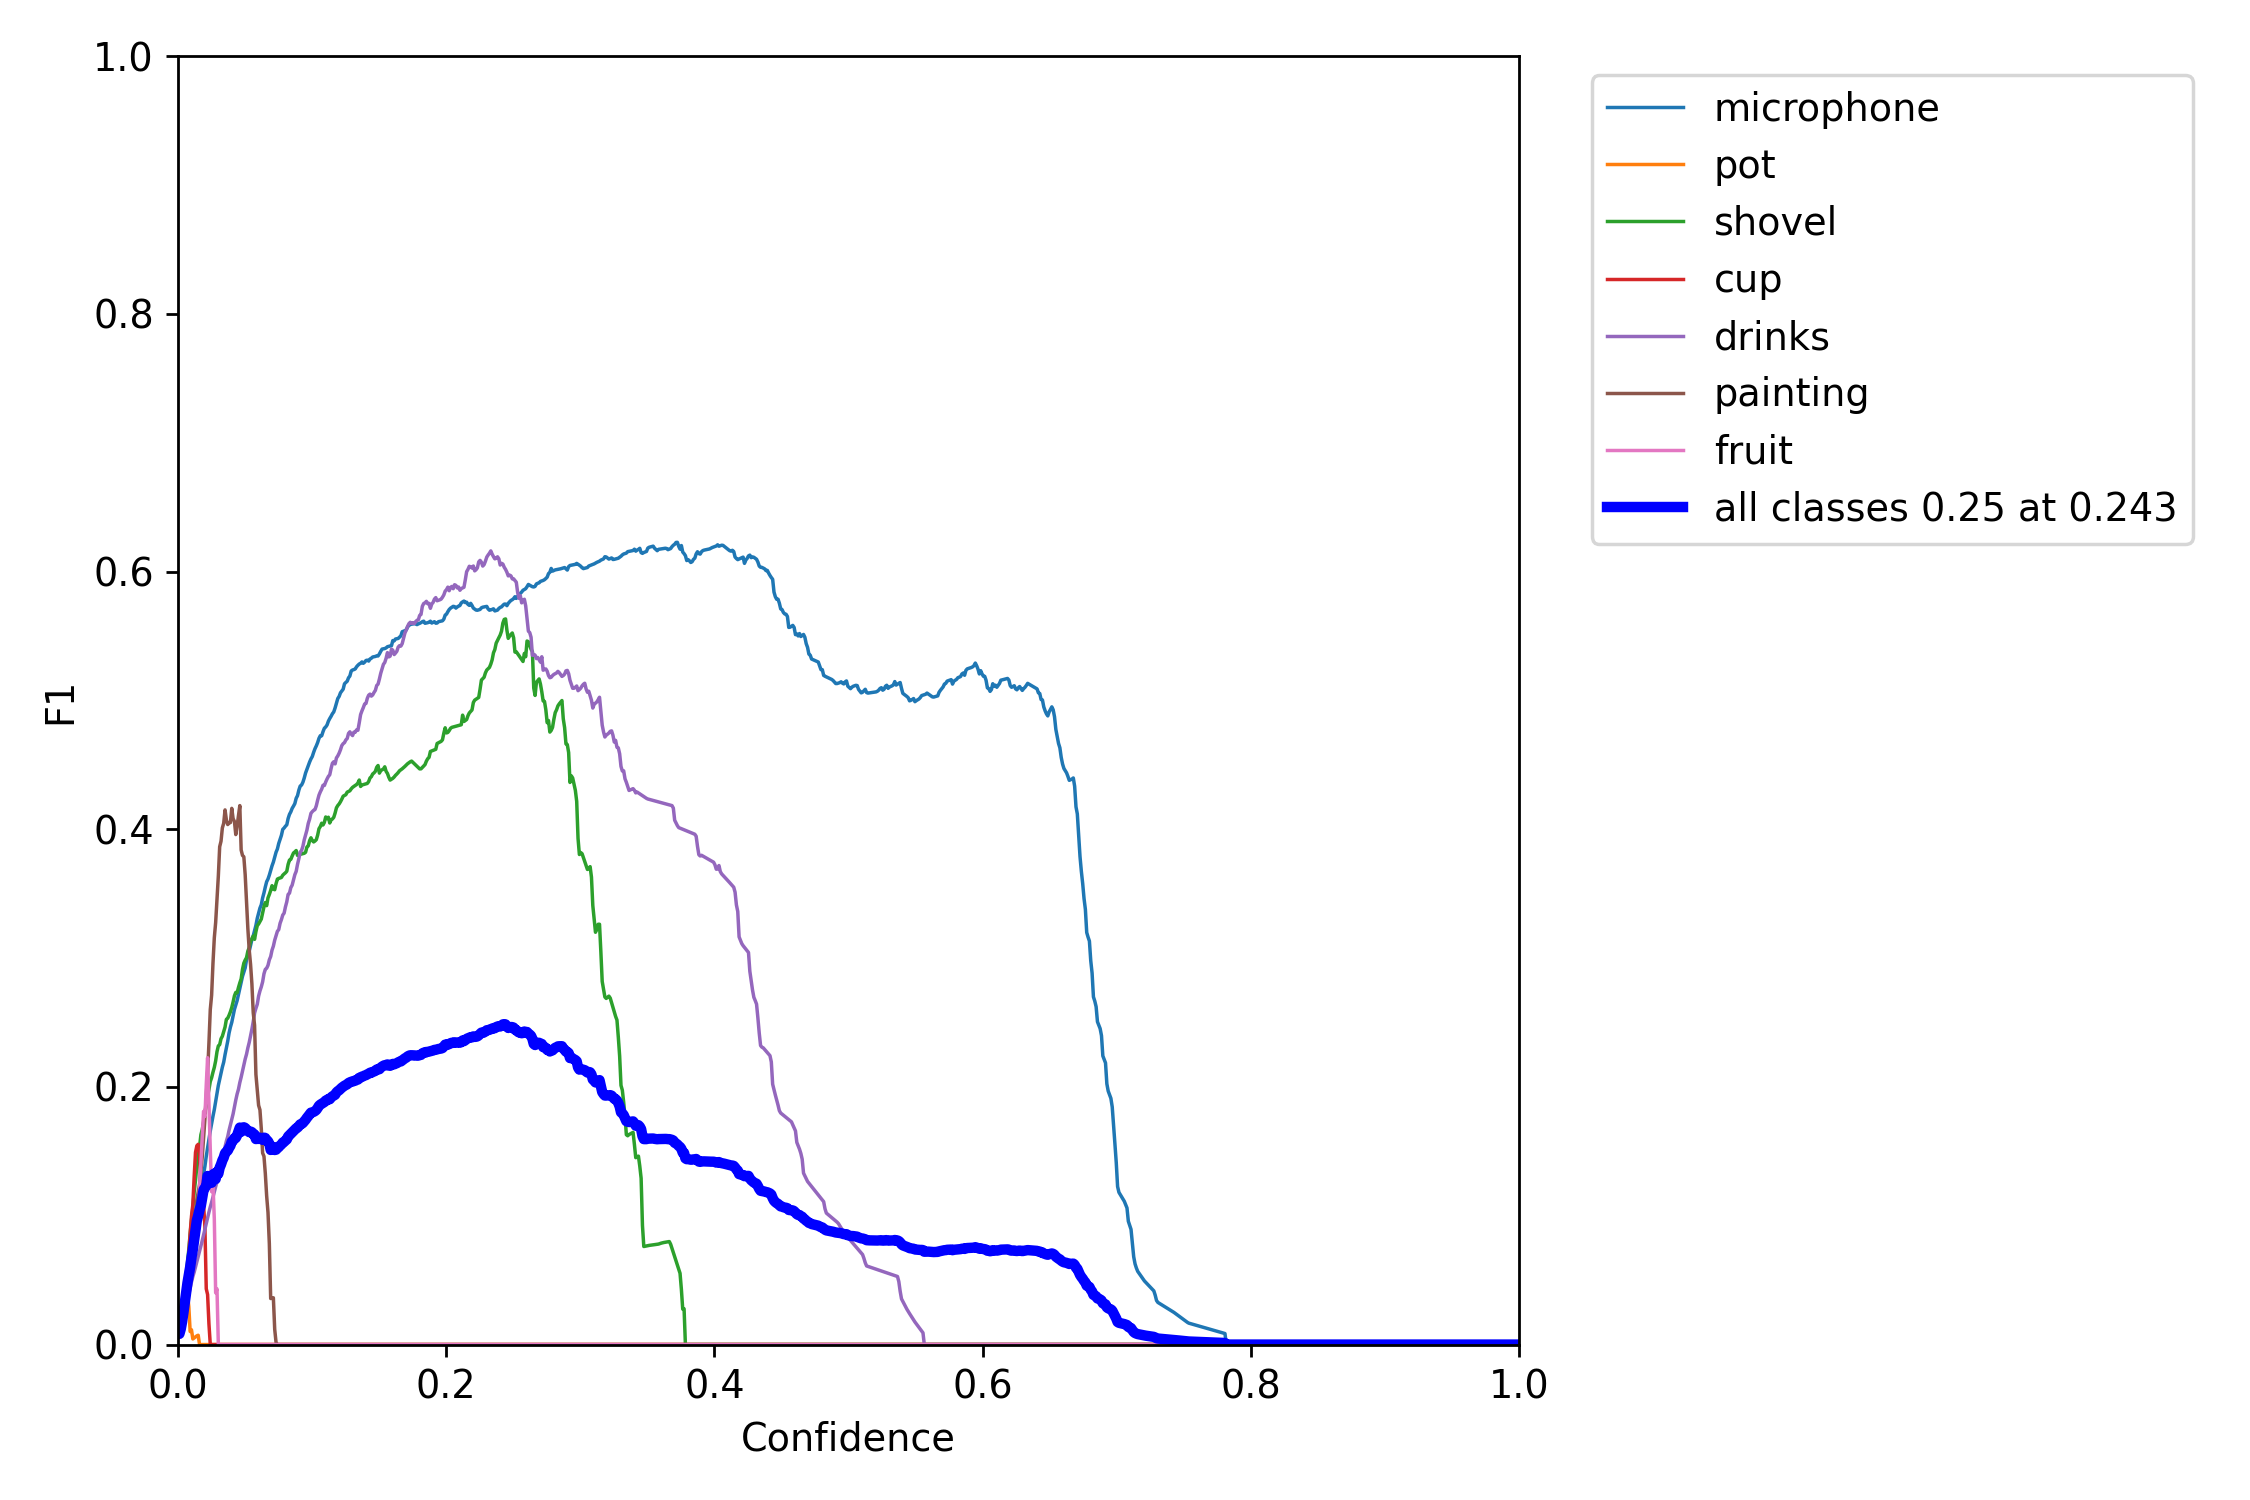 1.0
0.8
0.6
0.4
0.2
0.0
F1
0.0 0.2 0.4 0.6 0.8 1.0
Confidence
microphone
pot
shovel
cup
drinks
painting
fruit
all classes 0.25 at 0.243